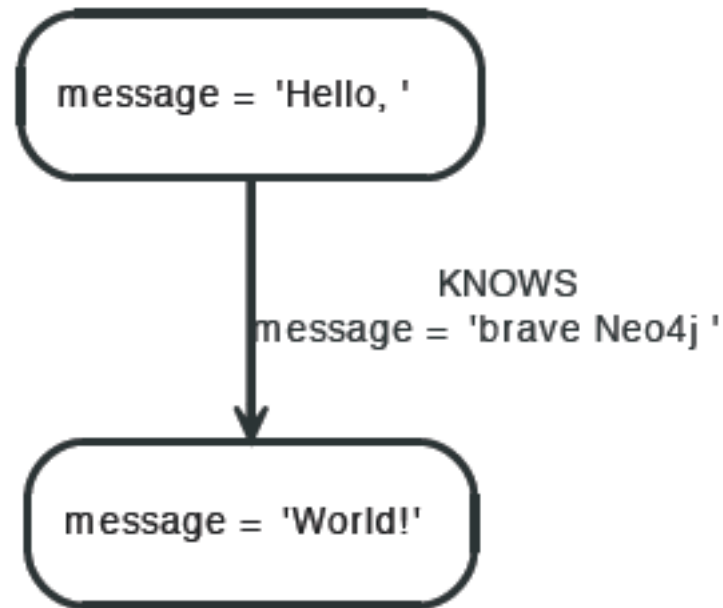 message = 'Hello, '
KNOWS
message = 'brave Neo4j '
message = 'World!'